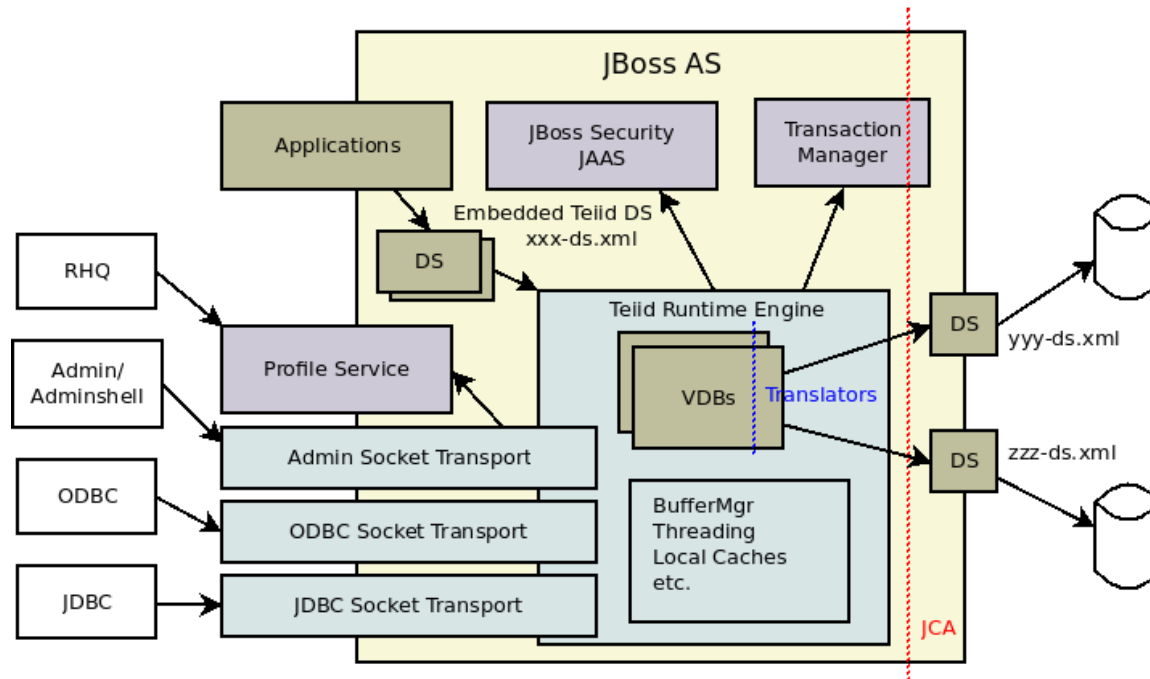 JBoss AS
Applications
JBoss Security
JAAS
Transaction
Manager
Embedded Teiid DS
xxx-ds.xml
DS
RHQ
Teiid Runtime Engine
DS
yyy-ds.xml
Profile Service
Admin/
Adminshell
VDBs
Translators
Admin Socket Transport
DS
zzz-ds.xml
ODBC
ODBC Socket Transport
BufferMgr
Threading
Local Caches
etc.
JDBC
JDBC Socket Transport
JCA